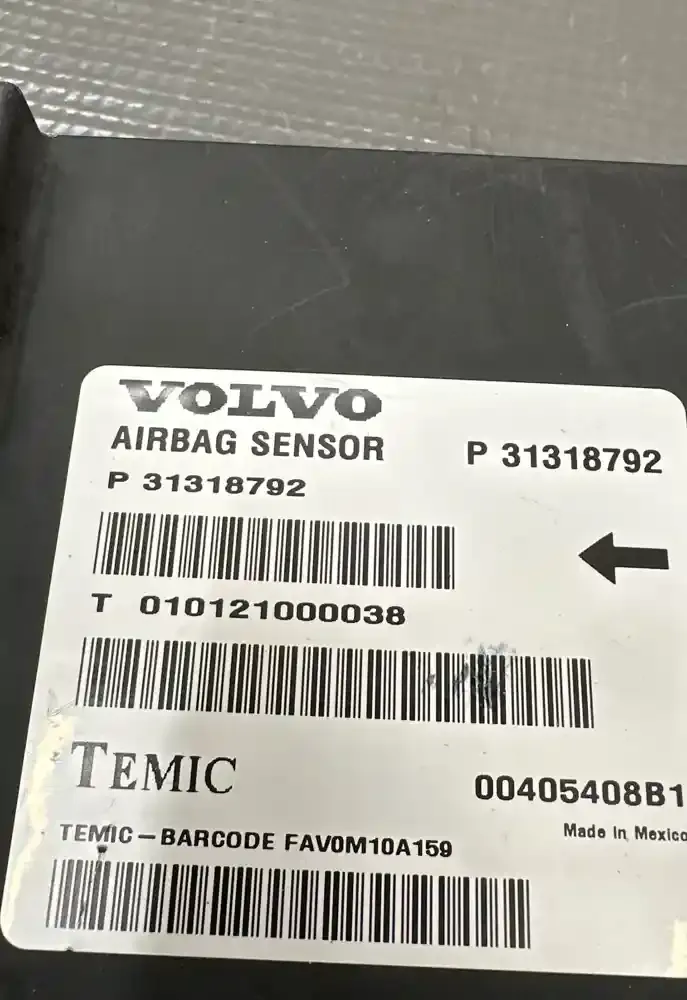 VOLVO
AIRBAG SENSOR
P 31318792
P 31318792
T 010121000038
TEMIC
00405408B1
Made In Mexico
TEMIC-BARCODE FAV0M10A159